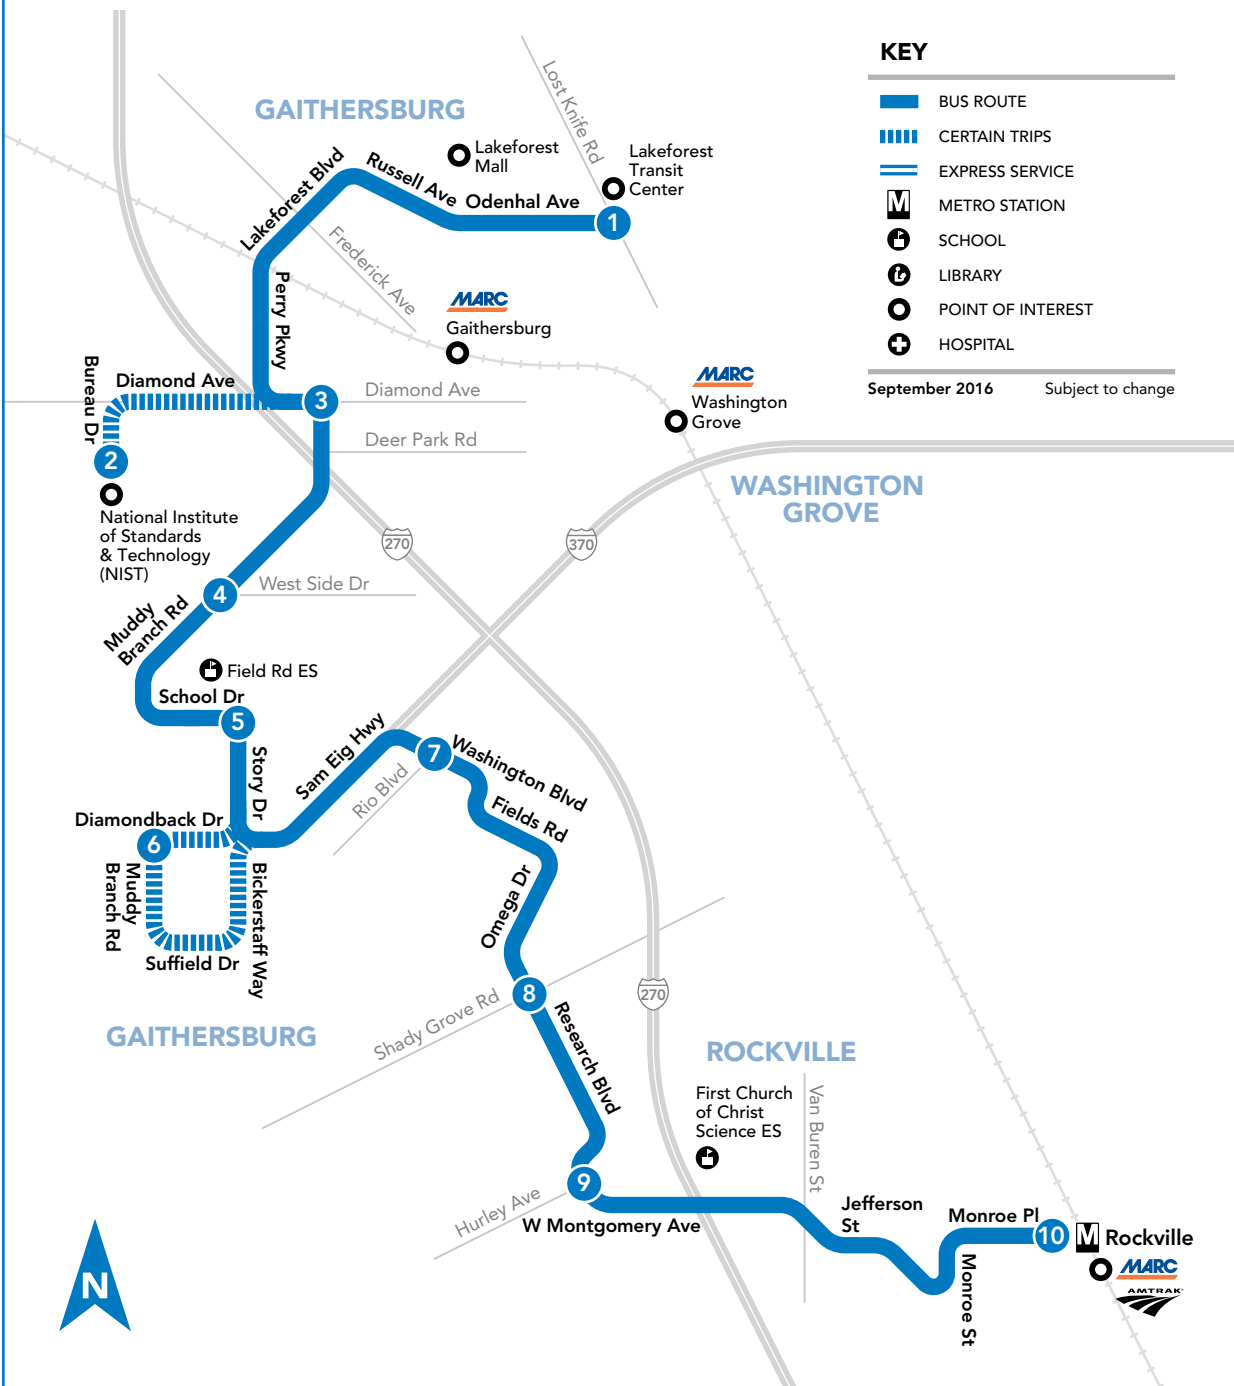 KEY
BUS ROUTE
CERTAIN TRIPS
EXPRESS SERVICE
M
METRO STATION
SCHOOL
LIBRARY
POINT OF INTEREST
HOSPITAL
September 2016
Subject to change
GAITHERSBURG
Lost Knife Rd
Lakeforest
Mall
Lakeforest
Transit
Center
Lakeforest Blvd
Russell Ave
Odenhal Ave
1
Frederick Ave
Perry Pkwy
MARC
Gaithersburg
MARC
Washington
Grove
Bureau Dr
Diamond Ave
3
Diamond Ave
Deer Park Rd
2
National Institute
of Standards
& Technology
(NIST)
WASHINGTON
GROVE
270
370
4
West Side Dr
Muddy
Branch Rd
Field Rd ES
School Dr
5
Story Dr
Sam Eig Hwy
7
Washington Blvd
Rio Blvd
Fields Rd
Diamondback Dr
6
Muddy
Branch Rd
Bickerstaff Way
Suffield Dr
Omega Dr
8
Shady Grove Rd
270
Research Blvd
GAITHERSBURG
ROCKVILLE
First Church
of Christ
Science ES
Van Buren St
9
Hurley Ave
W Montgomery Ave
Jefferson
St
Monroe Pl
10
M
Rockville
MARC
AMTRAK
Monroe St
N